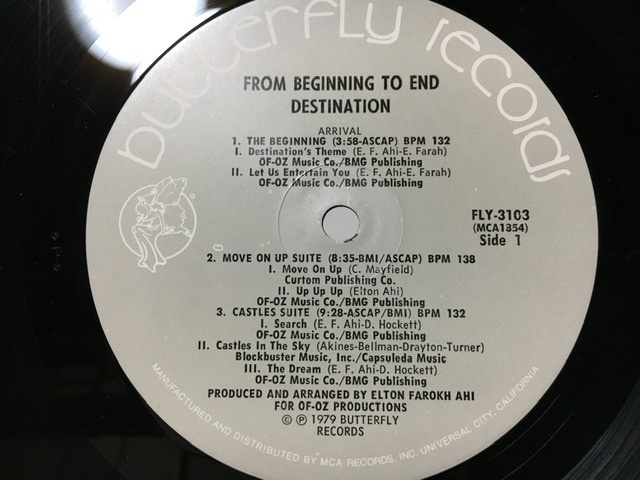 butterfly records
FROM BEGINNING TO END
DESTINATION
ARRIVAL
1. THE BEGINNING (3:58-ASCAP) BPM 132
I. Destination's Theme (E. F. Ahi-E. Farah)
OF-OZ Music Co./BMG Publishing
II. Let Us Entertain You (E. F. Ahi-E. Farah)
OF-OZ Music Co./BMG Publishing
FLY-3103
(MCA1854)
Side 1
2. MOVE ON UP SUITE (8:35-BMI/ASCAP) BPM 138
I. Move On Up (C. Mayfield)
Curtom Publishing Co.
II. Up Up Up (Elton Ahi)
OF-OZ Music Co./BMG Publishing
3. CASTLES SUITE (9:28-ASCAP/BMI) BPM 132
I. Search (E. F. Ahi-D. Hockett)
OF-OZ Music Co./BMG Publishing
II. Castles In The Sky (Akines-Bellman-Drayton-Turner)
Blockbuster Music, Inc./Capsuleda Music
III. The Dream (E. F. Ahi-D. Hockett)
OF-OZ Music Co./BMG Publishing
PRODUCED AND ARRANGED BY ELTON FAROKH AHI
FOR OF-OZ PRODUCTIONS
© ℗ 1979 BUTTERFLY
RECORDS
MANUFACTURED AND DISTRIBUTED BY MCA RECORDS, INC. UNIVERSAL CITY, CALIFORNIA